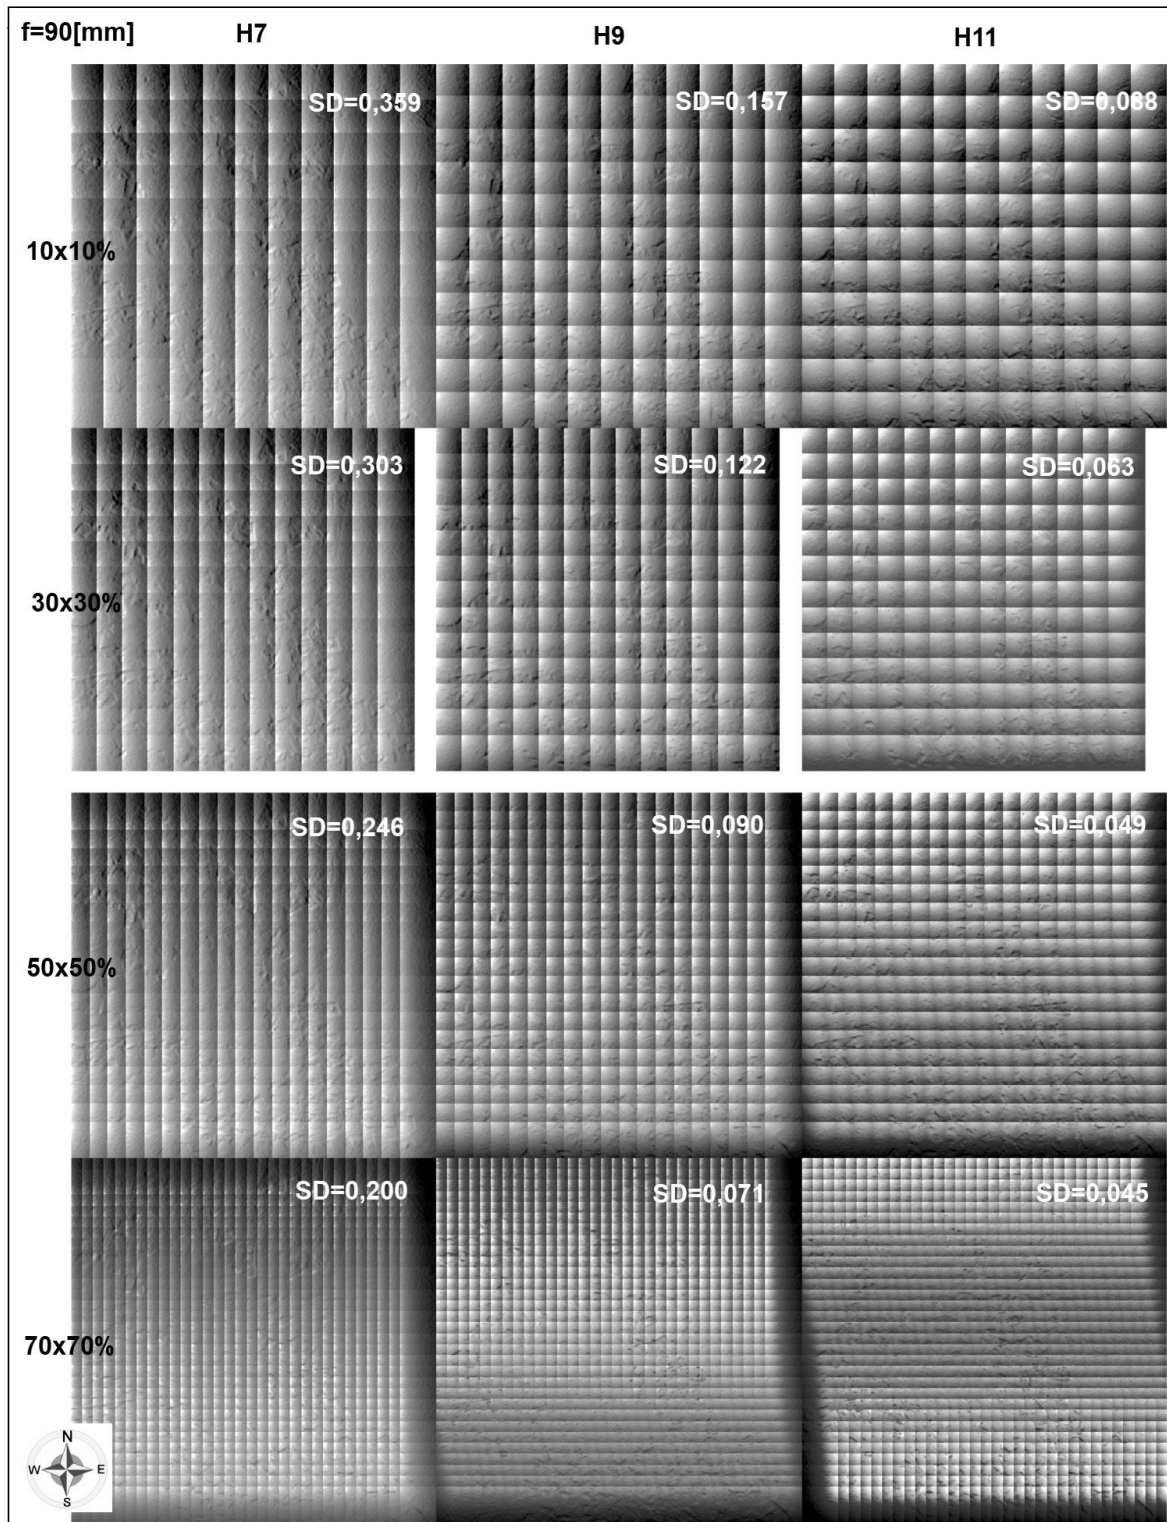 f=90[mm] H7 H9 H11
SD=0,359 SD=0,157 SD=0,088
10x10%
SD=0,303 SD=0,122 SD=0,063
30x30%
SD=0,246 SD=0,090 SD=0,049
50x50%
SD=0,200 SD=0,071 SD=0,045
70x70%
N
W E
S